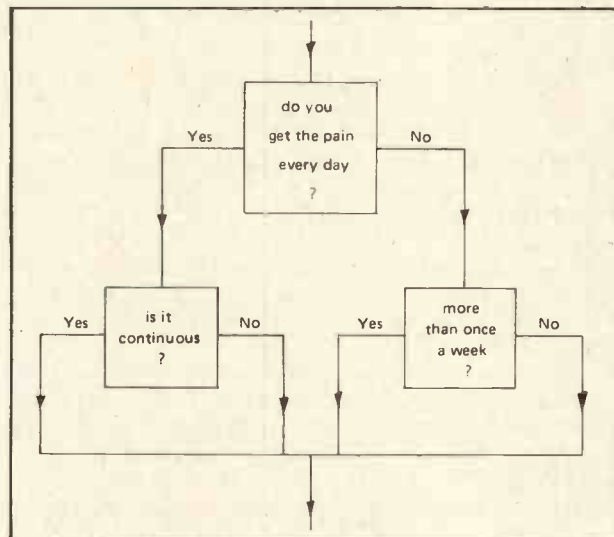 do you
get the pain
every day
?
Yes
No
is it
continuous
?
Yes
No
more
than once
a week
?
Yes
No